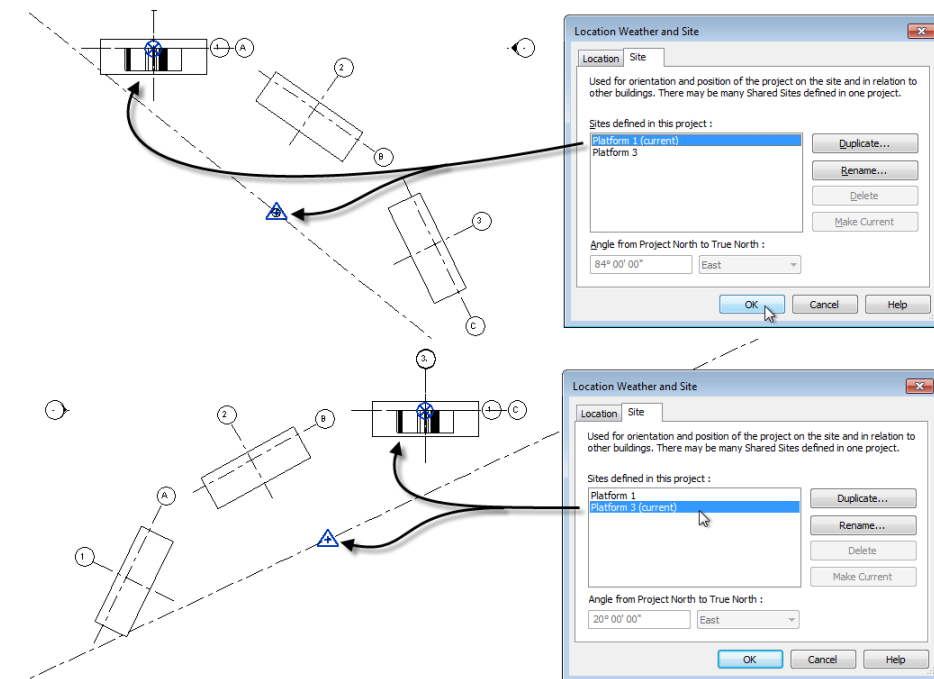 1
A
2
B
3
C
Location Weather and Site
Location Site
Used for orientation and position of the project on the site and in relation to
other buildings. There may be many Shared Sites defined in one project.
Sites defined in this project :
Platform 1 (current)
Platform 3
Duplicate...
Rename...
Delete
Make Current
Angle from Project North to True North :
84° 00' 00" East
OK Cancel Help
3.
1
C
2
B
A
1
Location Weather and Site
Location Site
Used for orientation and position of the project on the site and in relation to
other buildings. There may be many Shared Sites defined in one project.
Sites defined in this project :
Platform 1
Platform 3 (current)
Duplicate...
Rename...
Delete
Make Current
Angle from Project North to True North :
20° 00' 00" East
OK Cancel Help